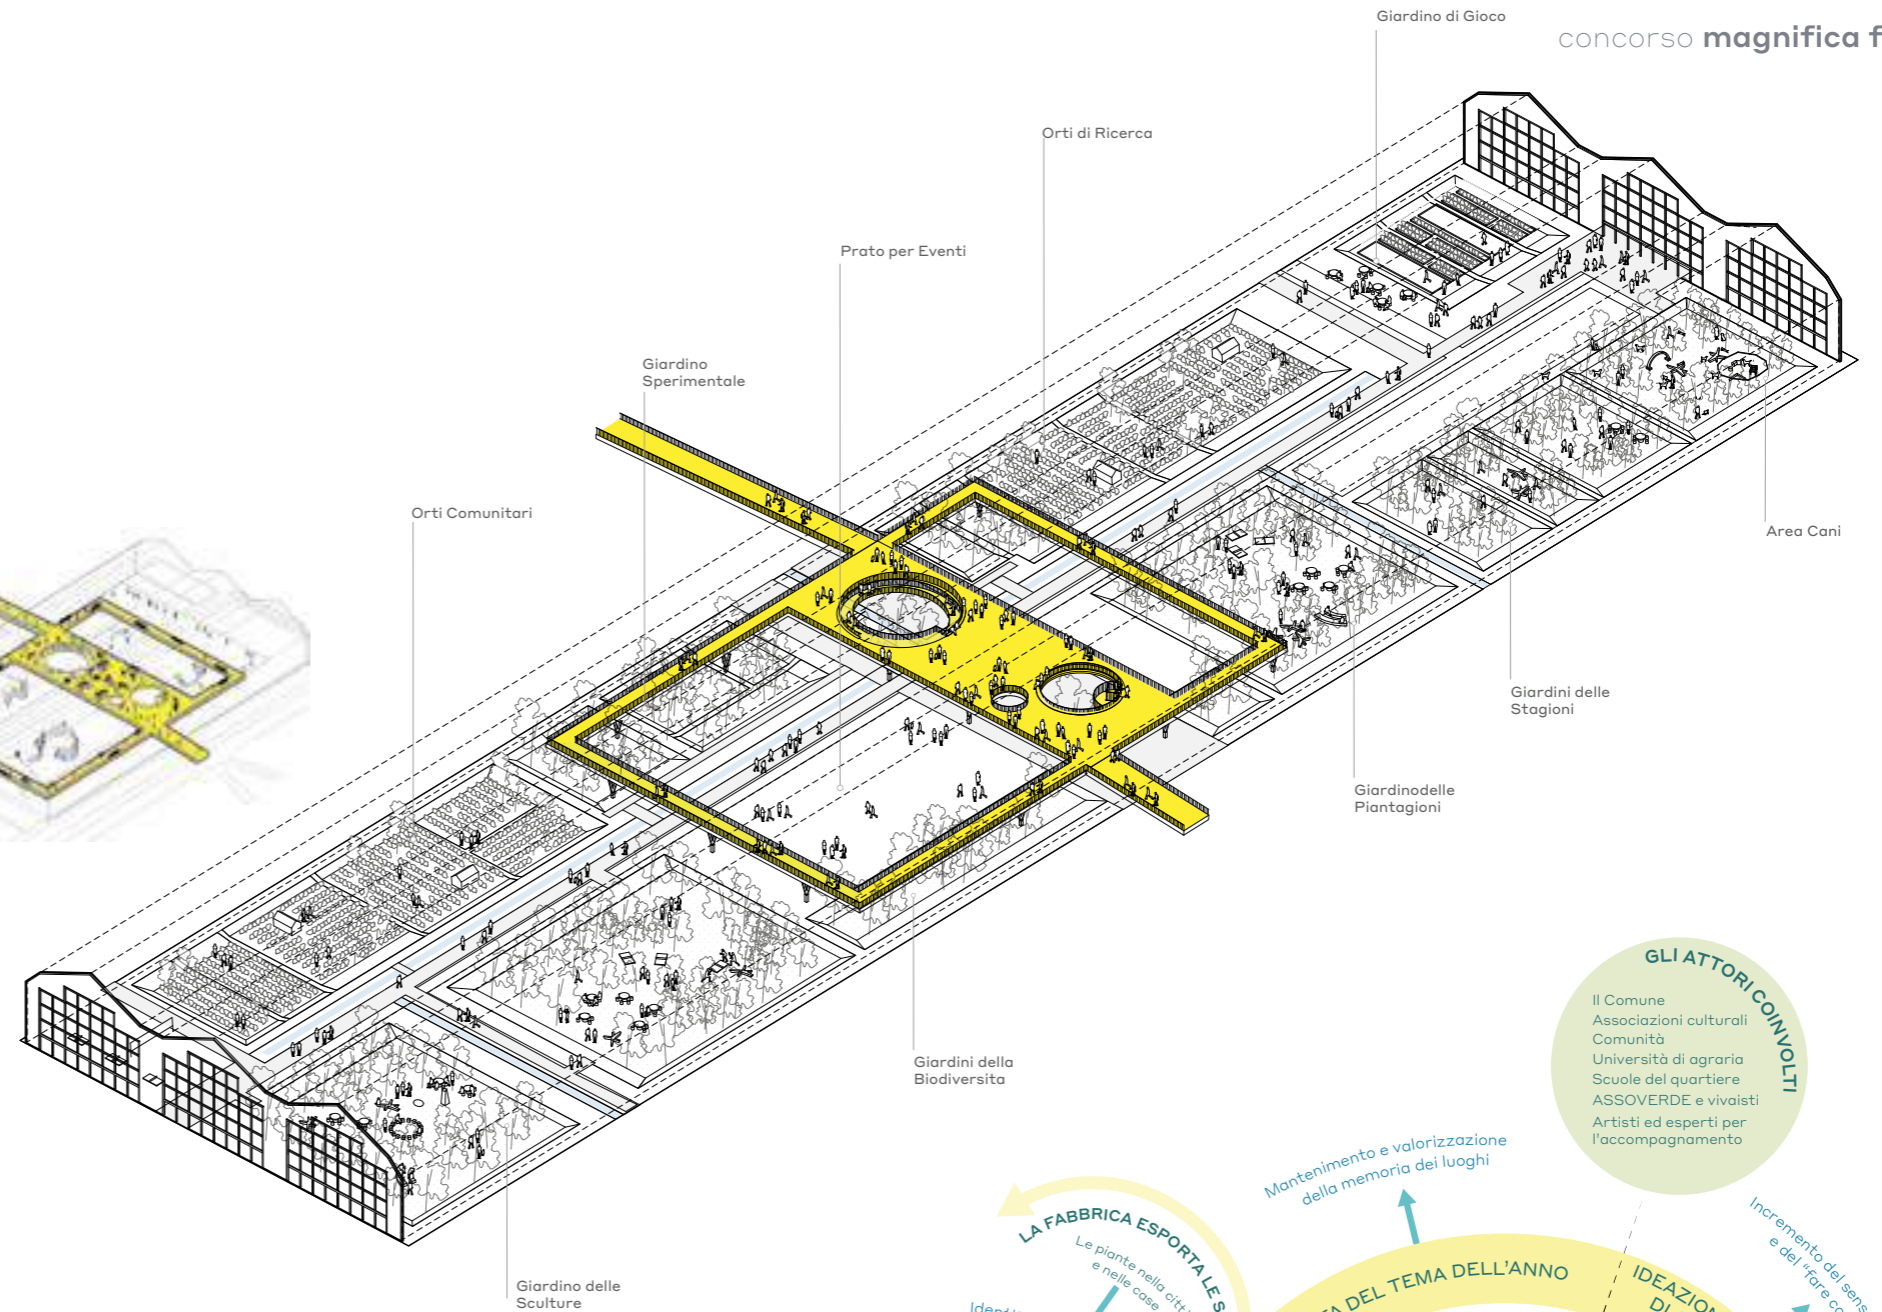 Giardino di Gioco
concorso magnifica f
Orti di Ricerca
Prato per Eventi
Giardino
Sperimentale
Orti Comunitari
Area Cani
Giardini delle
Stagioni
Giardinodelle
Piantagioni
Giardini della
Biodiversita
Giardino delle
Sculture
GLI ATTORI COINVOLTI
Il Comune
Associazioni culturali
Comunità
Università di agraria
Scuole del quartiere
ASSOVERDE e vivaisti
Artisti ed esperti per
l'accompagnamento
Mantenimento e valorizzazione
della memoria dei luoghi
LA FABBRICA ESPORTA LE S
Le piante nella citt
e nelle case
DEL TEMA DELL'ANNO
IDEAZION
DI
Incremento del sens
e del "fare co